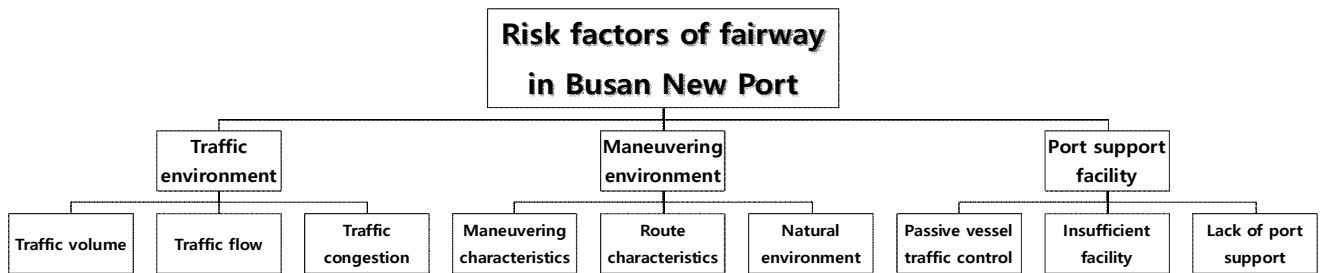 Risk factors of fairway
in Busan New Port
Traffic
environment
Maneuvering
environment
Port support
facility
Traffic volume
Traffic flow
Traffic
congestion
Maneuvering
characteristics
Route
characteristics
Natural
environment
Passive vessel
traffic control
Insufficient
facility
Lack of port
support